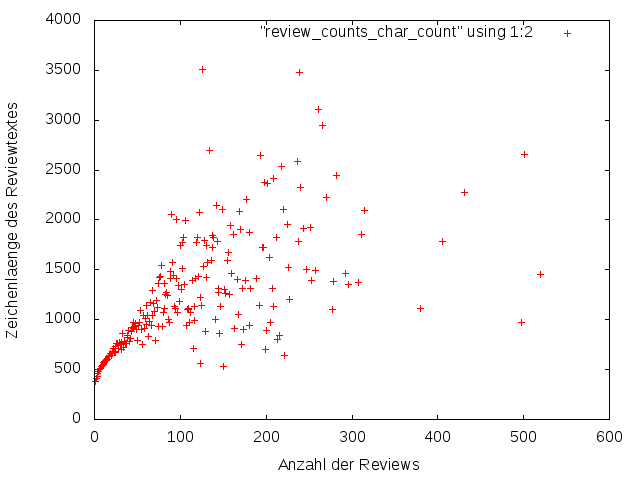 "review_counts_char_count" using 1:2
4000
3500
3000
2500
2000
1500
1000
500
0
Zeichenlaenge des Reviewtextes
0 100 200 300 400 500 600
Anzahl der Reviews